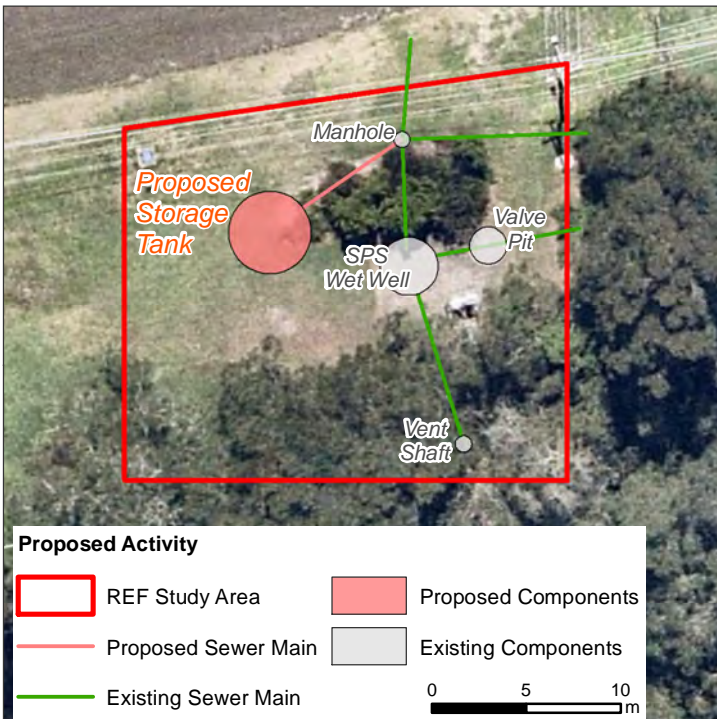 Manhole
Proposed
Storage
Tank
Valve
Pit
SPS
Wet Well
Vent
Shaft
Proposed Activity
REF Study Area
Proposed Components
Proposed Sewer Main
Existing Components
Existing Sewer Main
0 5 10
m